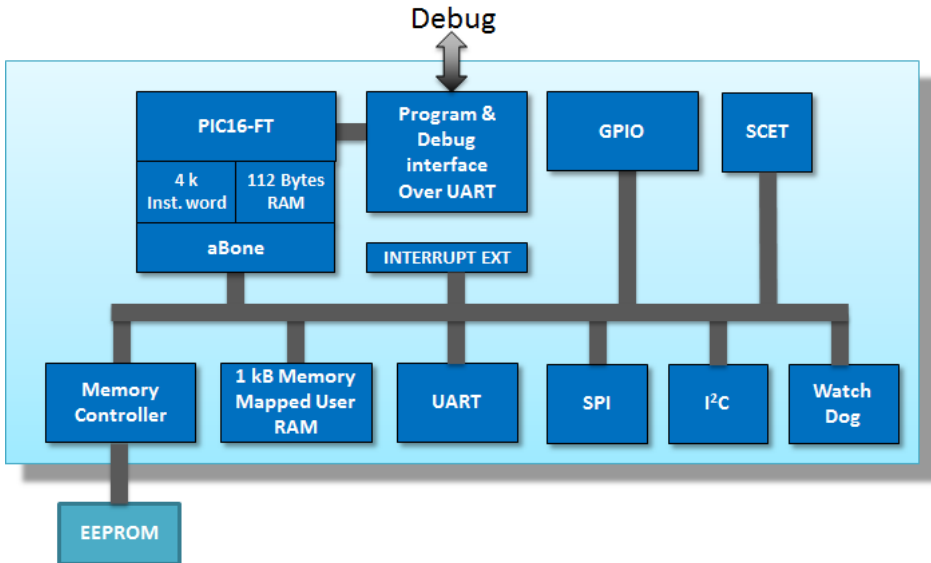 Debug
PIC16-FT
4 k
Inst. word
112 Bytes
RAM
aBone
Program &
Debug
interface
Over UART
GPIO
SCET
INTERRUPT EXT
Memory
Controller
1 kB Memory
Mapped User
RAM
UART
SPI
I²C
Watch
Dog
EEPROM